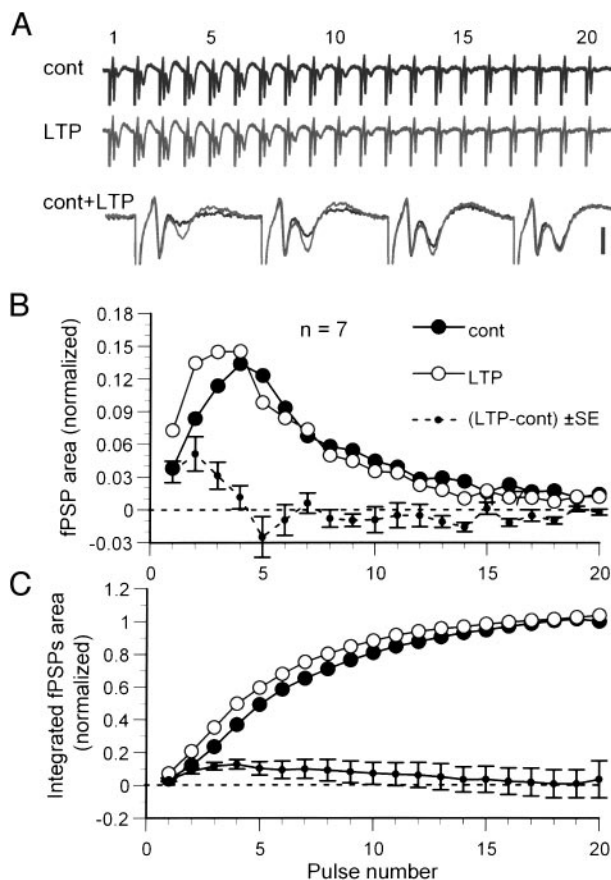 A
1 5 10 15 20
cont
LTP
cont+LTP
B
fPSP area (normalized)
0.18
0.15
0.12
0.09
0.06
0.03
0
-0.03
n = 7
cont
LTP
(LTP-cont) ±SE
0 5 10 15 20
C
Integrated fPSPs area
(normalized)
1.2
1
0.8
0.6
0.4
0.2
0
-0.2
0 5 10 15 20
Pulse number